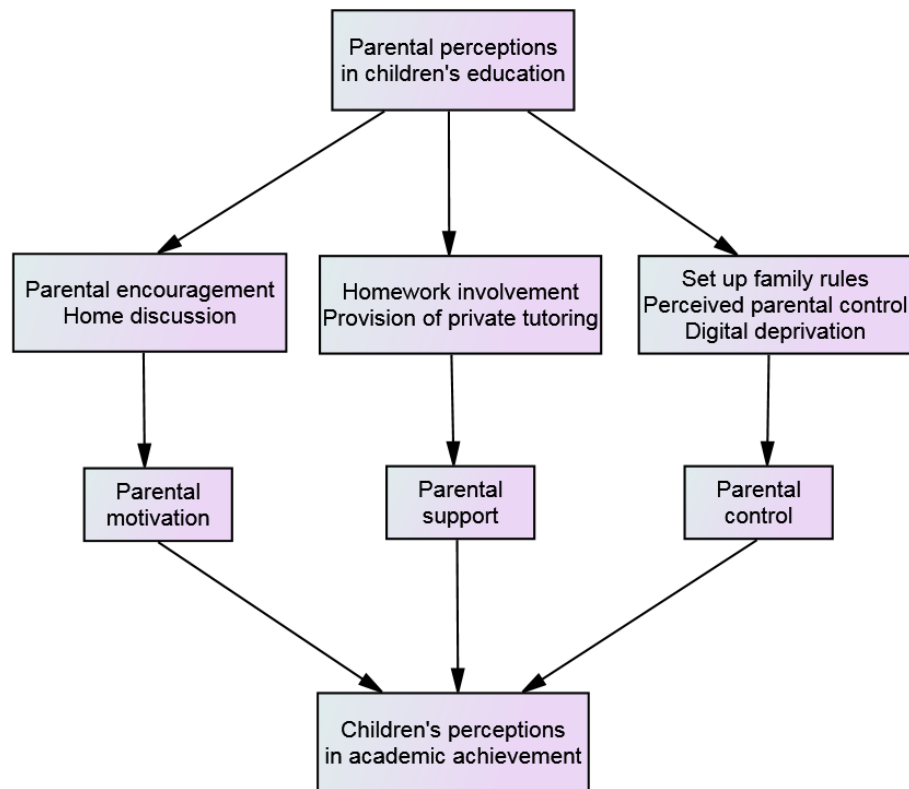 Parental perceptions
in children's education
Parental encouragement
Home discussion
Homework involvement
Provision of private tutoring
Set up family rules
Perceived parental control
Digital deprivation
Parental
motivation
Parental
support
Parental
control
Children's perceptions
in academic achievement